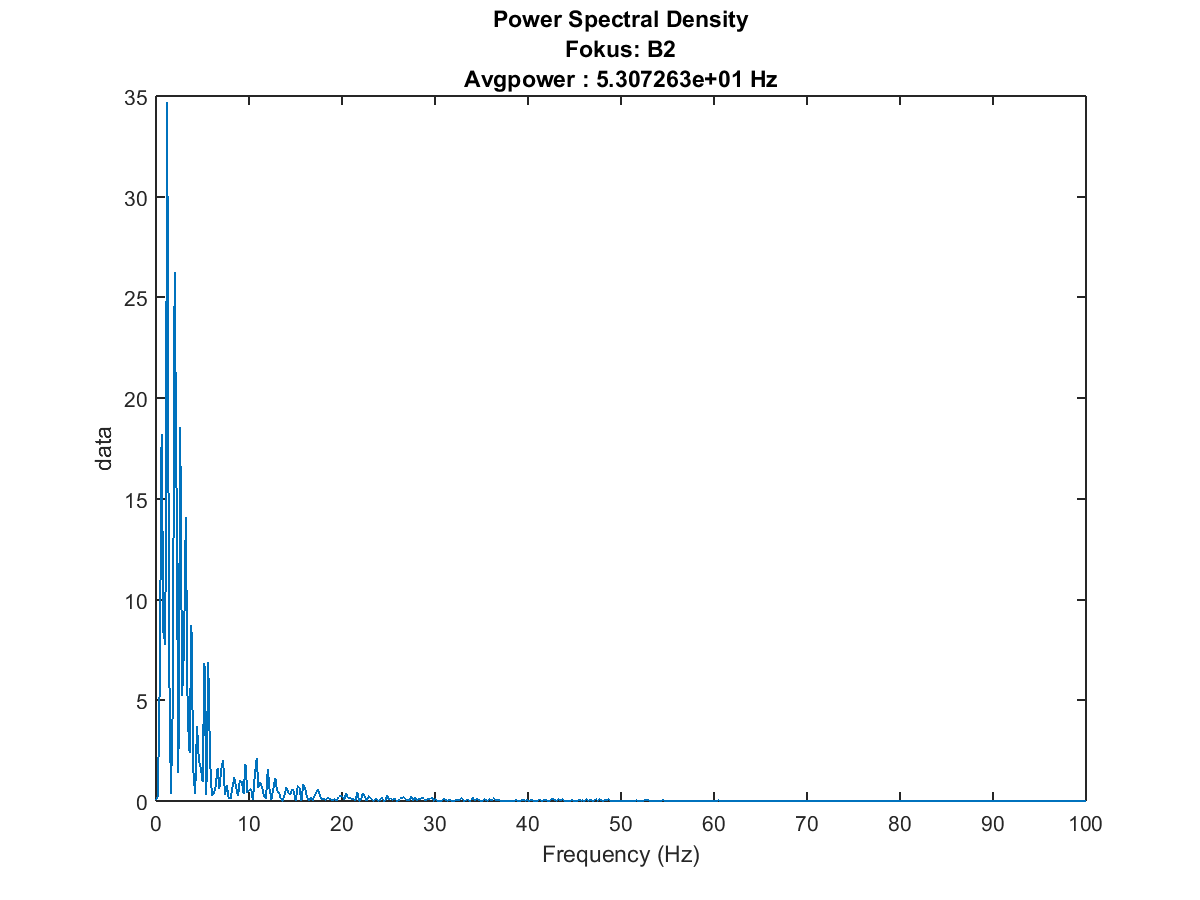 Power Spectral Density
Fokus: B2
Avgpower : 5.307263e+01 Hz
35
30
25
20
15
10
5
0
data
0 10 20 30 40 50 60 70 80 90 100
Frequency (Hz)